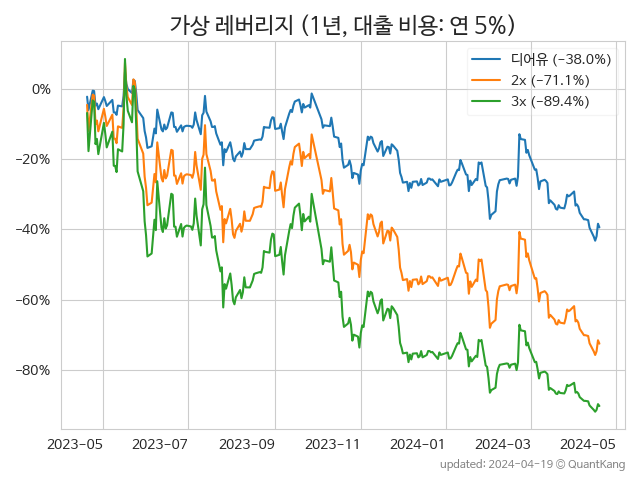 가상 레버리지 (1년, 대출 비용: 연 5%)
디어유 (−38.0%)
2x (−71.1%)
3x (−89.4%)
0%
−20%
−40%
−60%
−80%
2023−05 2023−07 2023−09 2023−11 2024−01 2024−03 2024−05
updated: 2024−04−19 © QuantKang